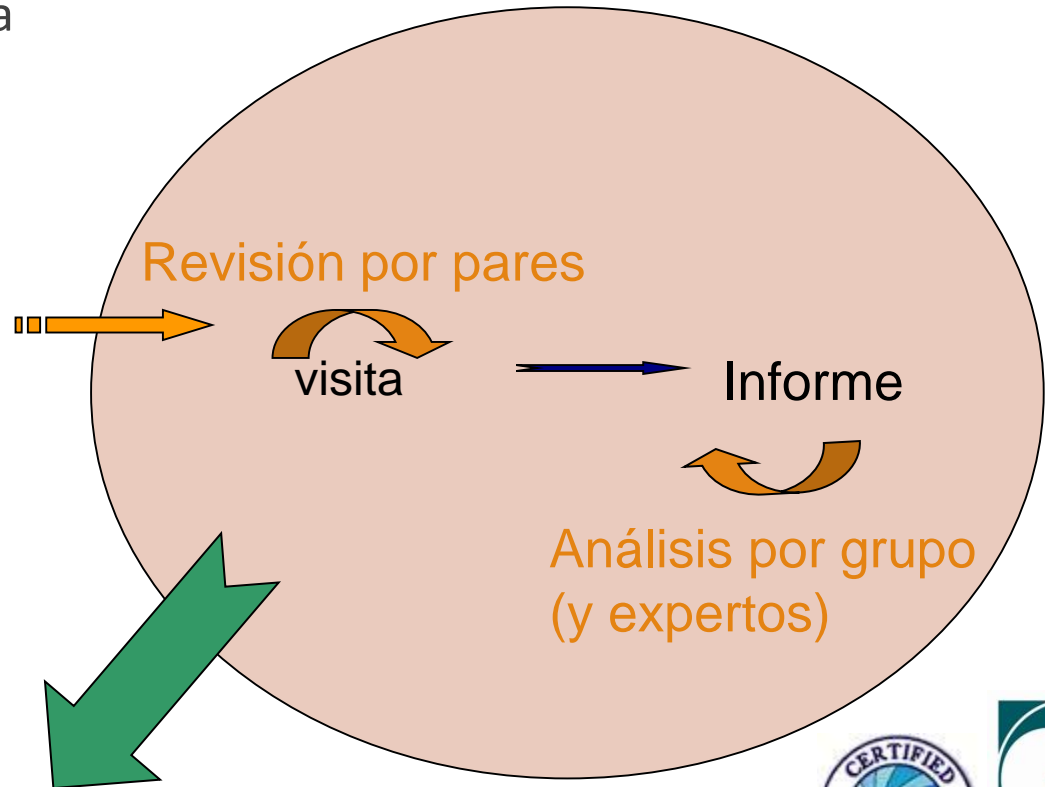 a
Revisión por pares
visita
Informe
Análisis por grupo
(y expertos)
CERTIFIED